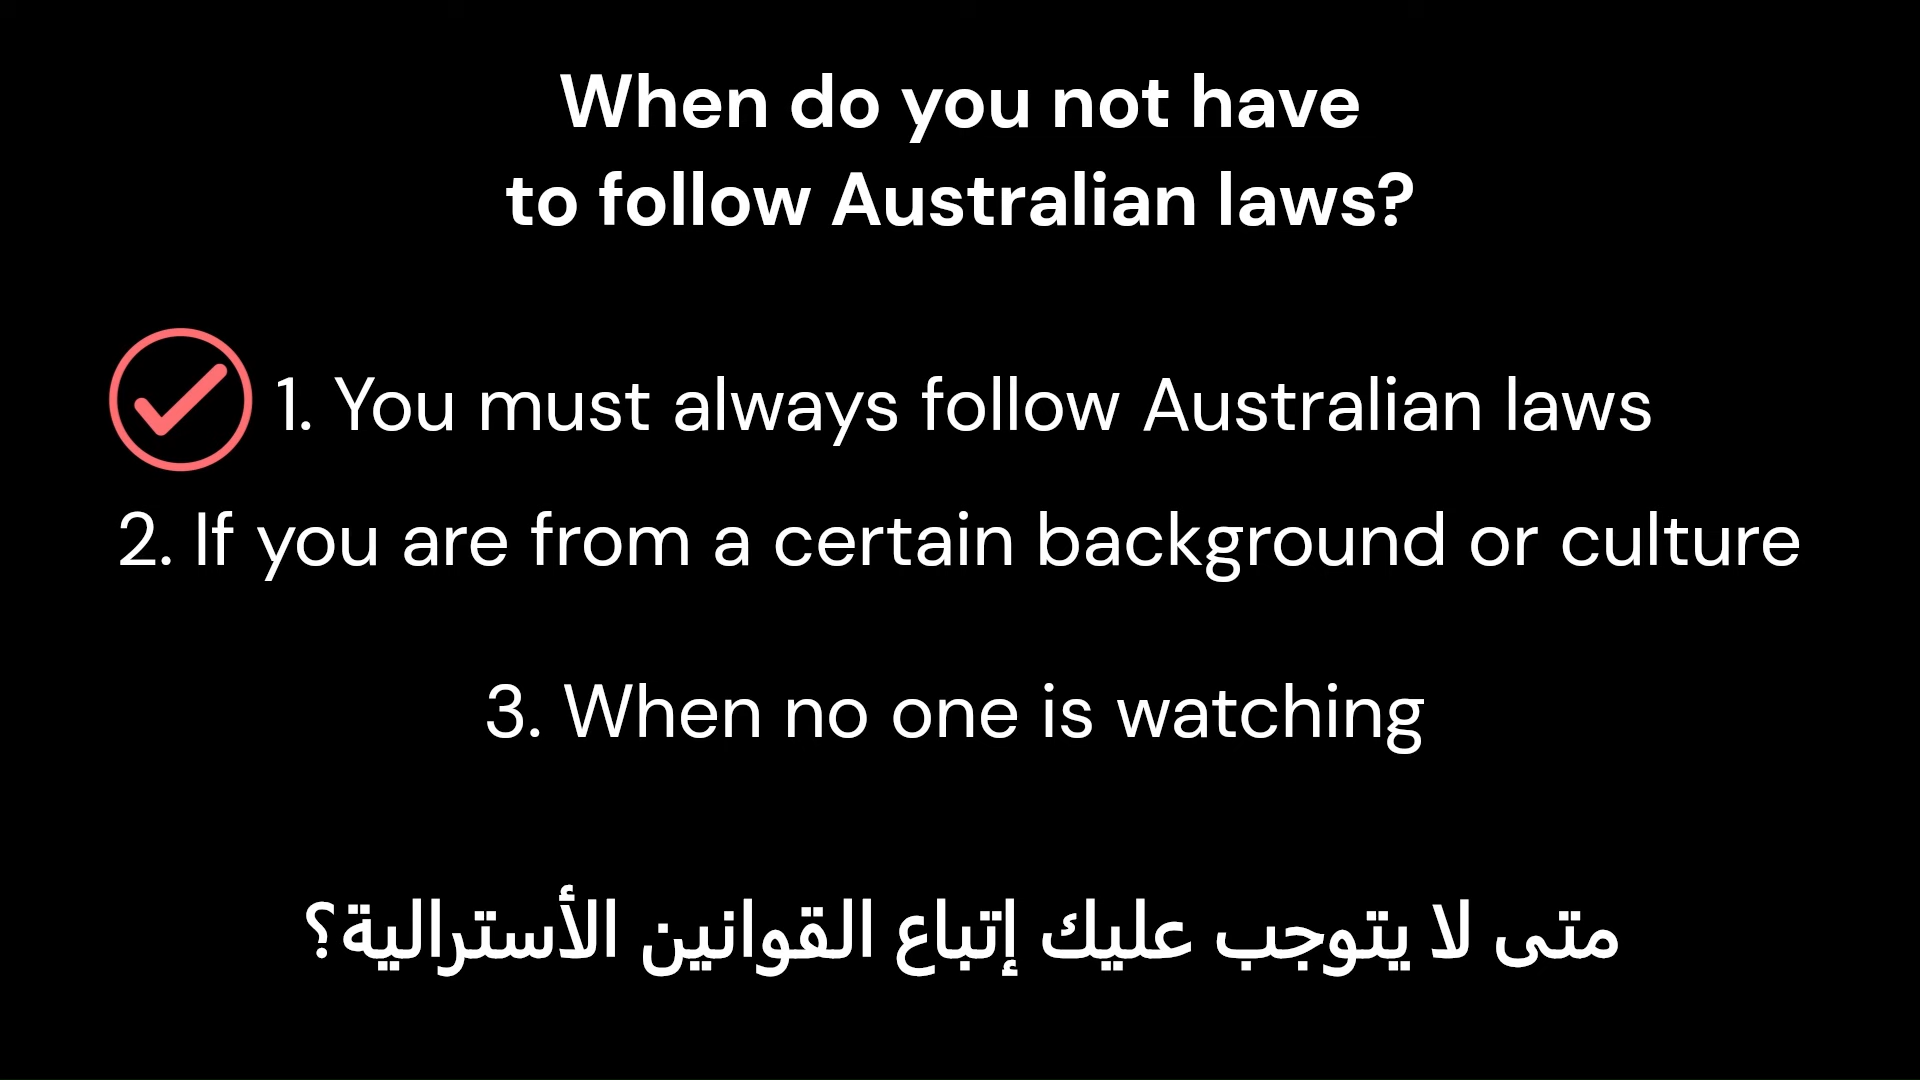 When do you not have
to follow Australian laws?
1. You must always follow Australian laws
2. If you are from a certain background or culture
3. When no one is watching
متى لا يتوجب عليك إتباع القوانين الأسترالية؟